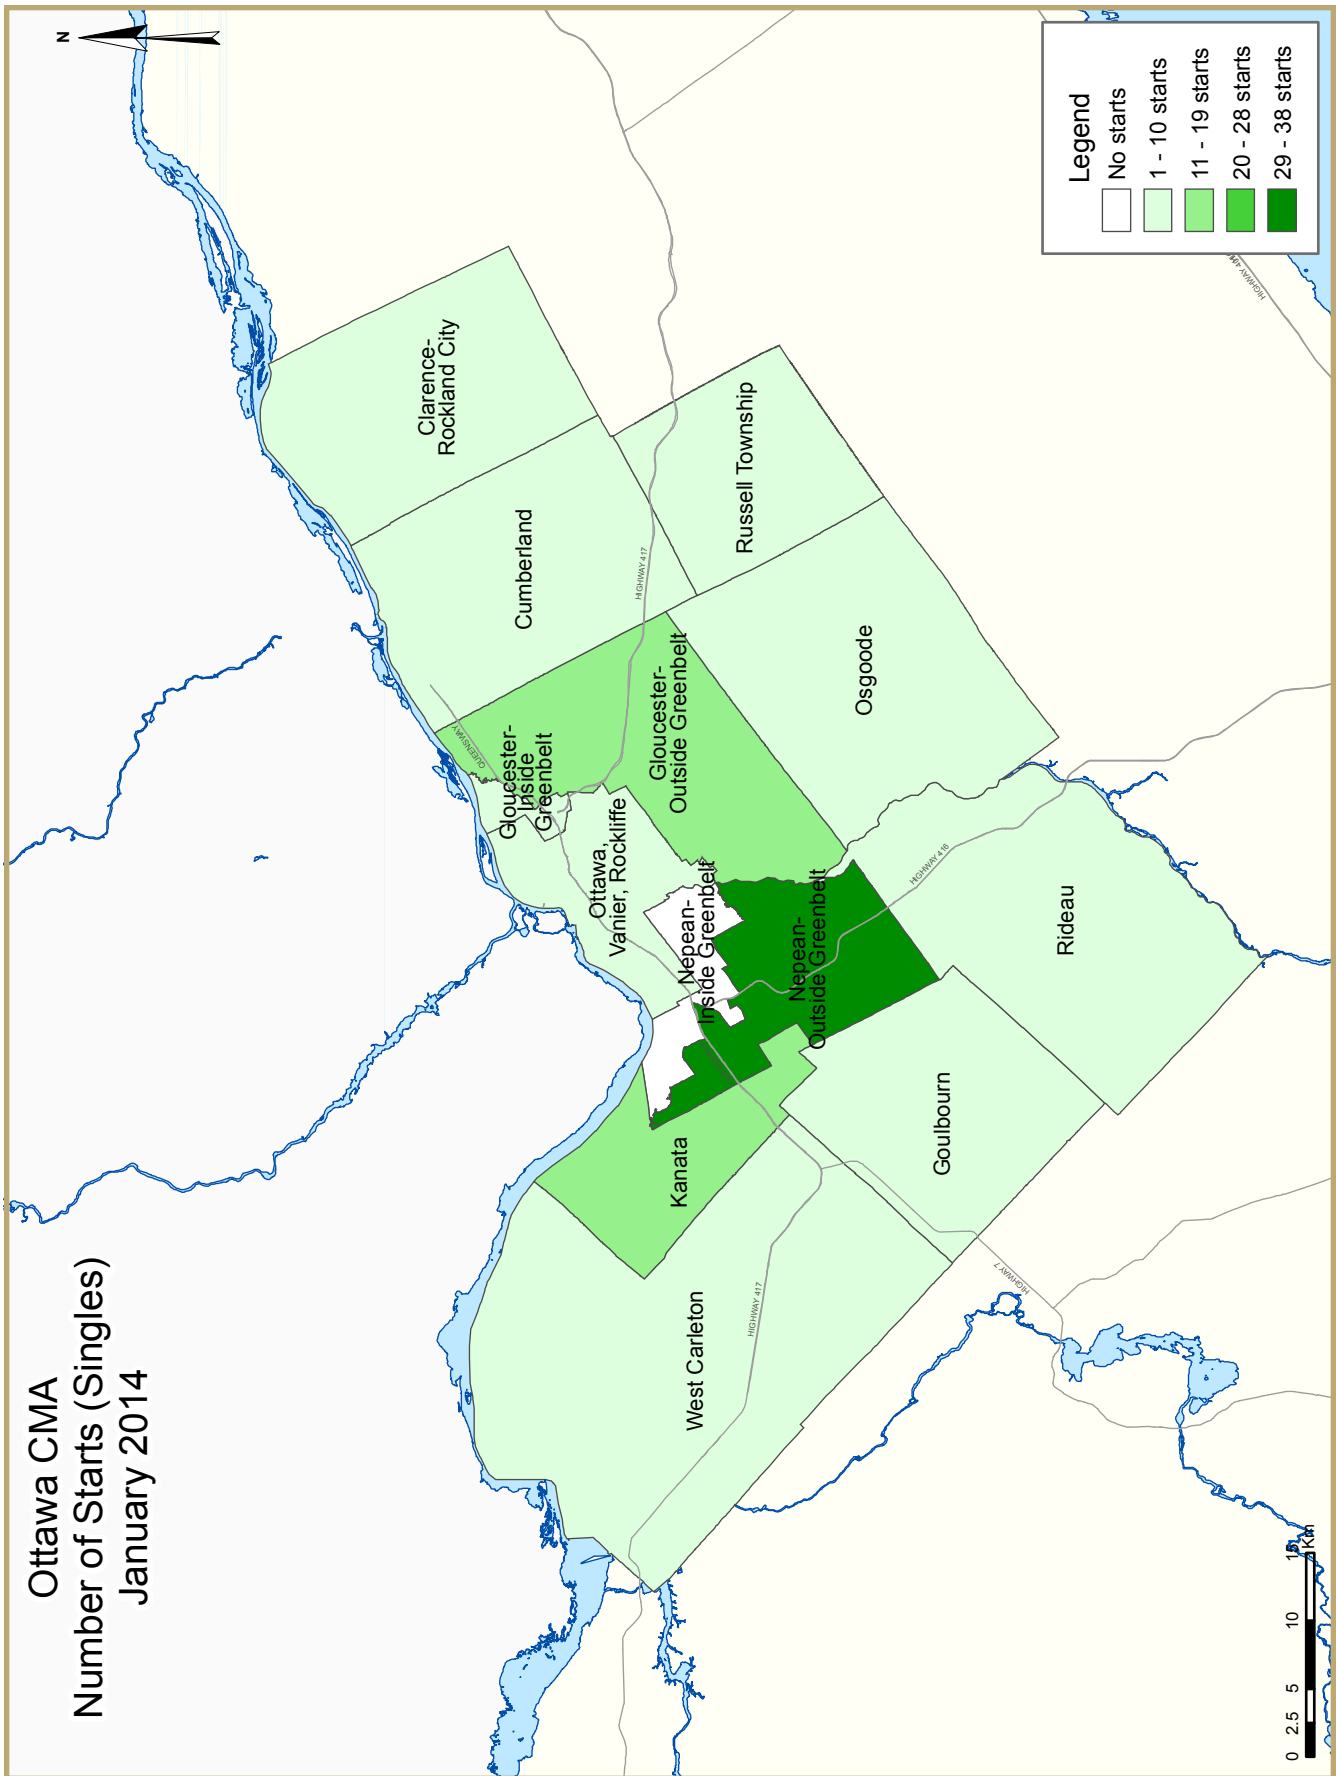 Ottawa CMA
Number of Starts (Singles)
January 2014
N
Legend
No starts
1 - 10 starts
11 - 19 starts
20 - 28 starts
29 - 38 starts
Clarence-
Rockland City
Cumberland
Russell Township
Osgoode
Gloucester-
Inside
Greenbelt
Gloucester-
Outside Greenbelt
Ottawa,
Vanier, Rockliffe
Nepean-
Inside Greenbelt
Nepean-
Outside Greenbelt
Rideau
Goulbourn
Kanata
West Carleton
QUEENSWAY
HIGHWAY 417
HIGHWAY 416
HIGHWAY 417
HIGHWAY 7
HIGHWAY
0 2.5 5 10 15
Km